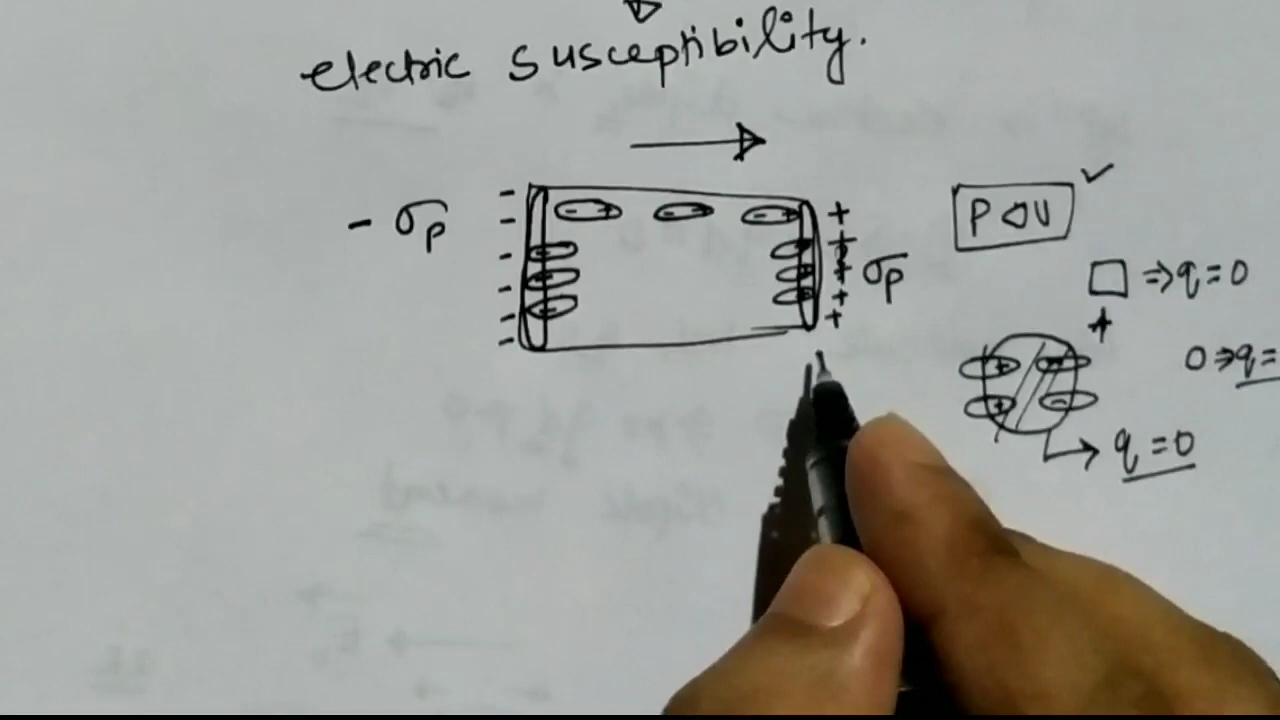 electric susceptibility.
- σp
σp
P Δ V
⇒ q = 0
0 ⇒ q =
q = 0